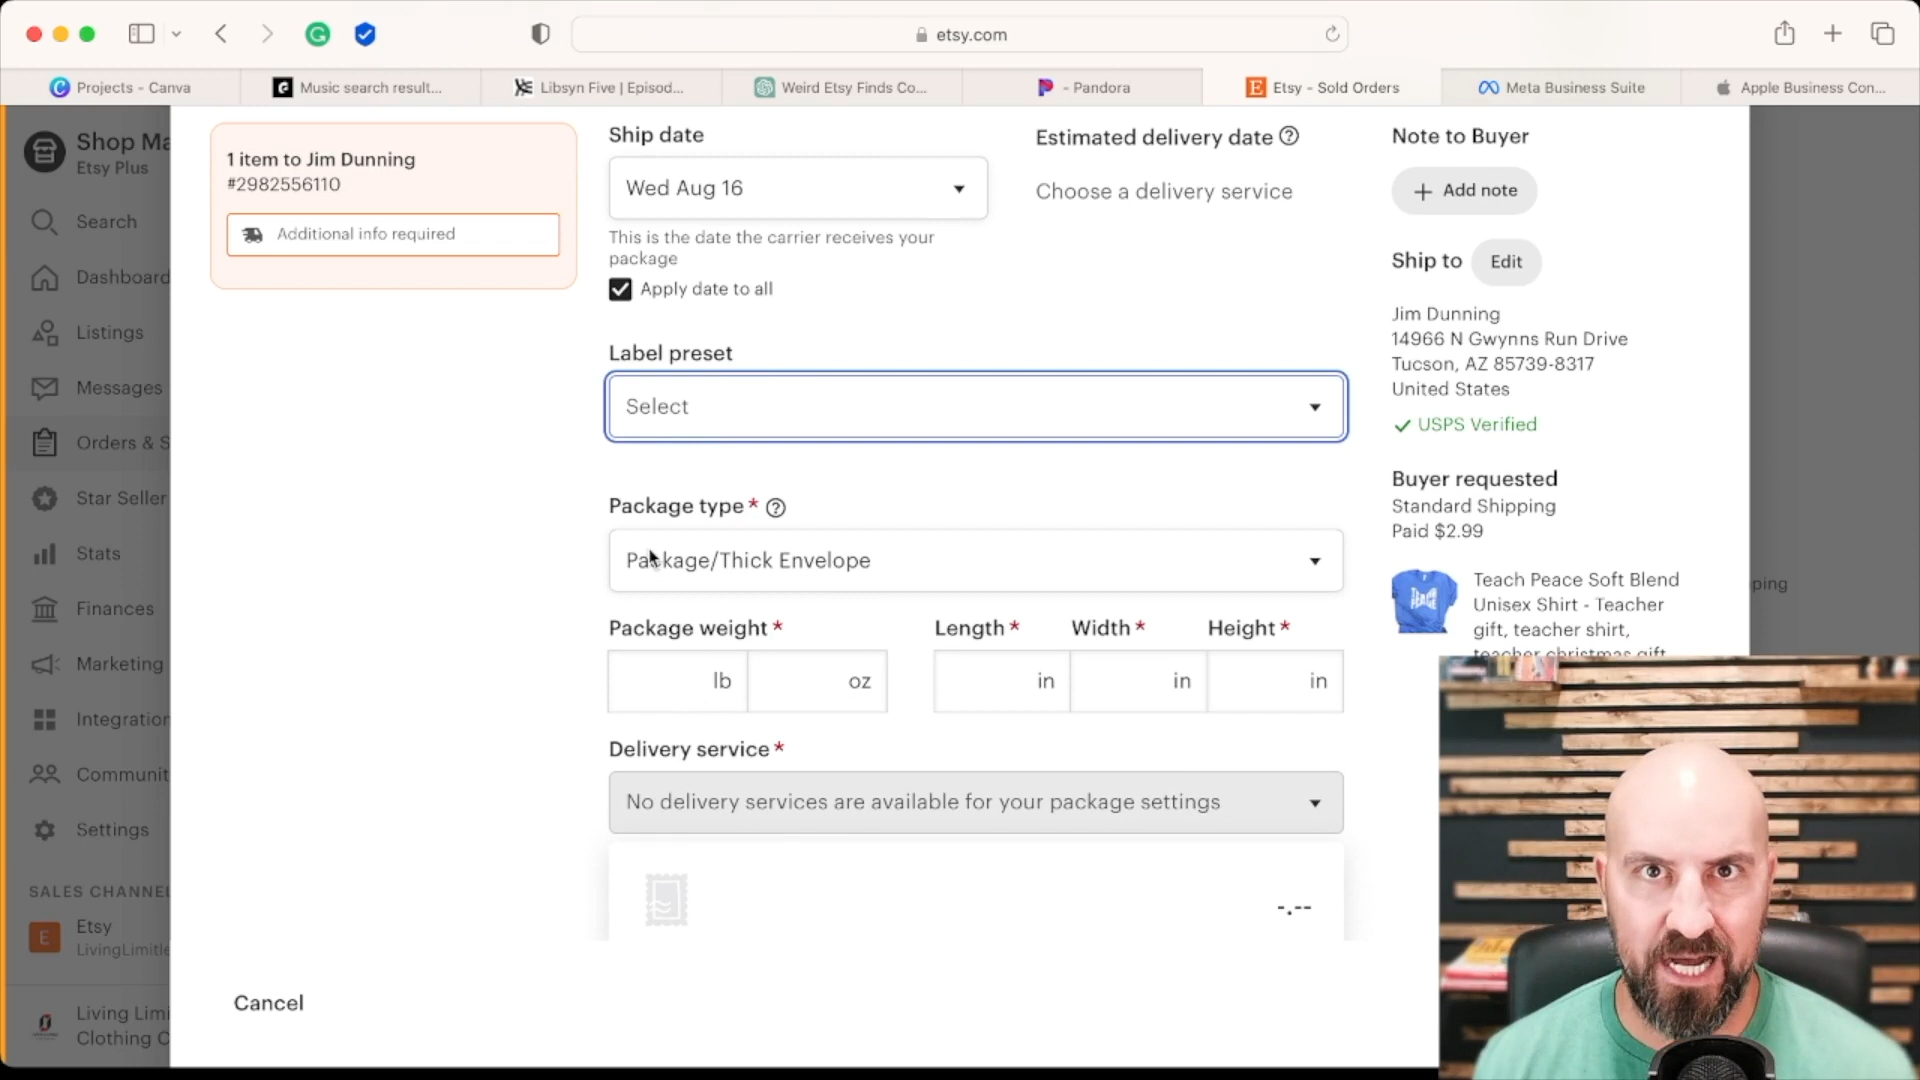 etsy.com
Projects - Canva
Music search result...
Libsyn Five | Episod...
Weird Etsy Finds Co...
- Pandora
Etsy - Sold Orders
Meta Business Suite
Apple Business Con...
Shop Ma
Etsy Plus
Search
Dashboard
Listings
Messages
Orders & S
Star Seller
Stats
Finances
Marketing
Integration
Communit
Settings
SALES CHANNEL
E
Etsy
LivingLimitle
Living Limi
Clothing C
1 item to Jim Dunning
#2982556110
Additional info required
Cancel
Ship date
Wed Aug 16
This is the date the carrier receives your
package
Apply date to all
Estimated delivery date ?
Choose a delivery service
Label preset
Select
Package type * ?
Package/Thick Envelope
Package weight *
lb
oz
Length *
Width *
Height *
in
in
in
Delivery service *
No delivery services are available for your package settings
-.--
Note to Buyer
+ Add note
Ship to
Edit
Jim Dunning
14966 N Gwynns Run Drive
Tucson, AZ 85739-8317
United States
USPS Verified
Buyer requested
Standard Shipping
Paid $2.99
TEACH
PEACE
Teach Peace Soft Blend
Unisex Shirt - Teacher
gift, teacher shirt,
teacher christmas gift
ping